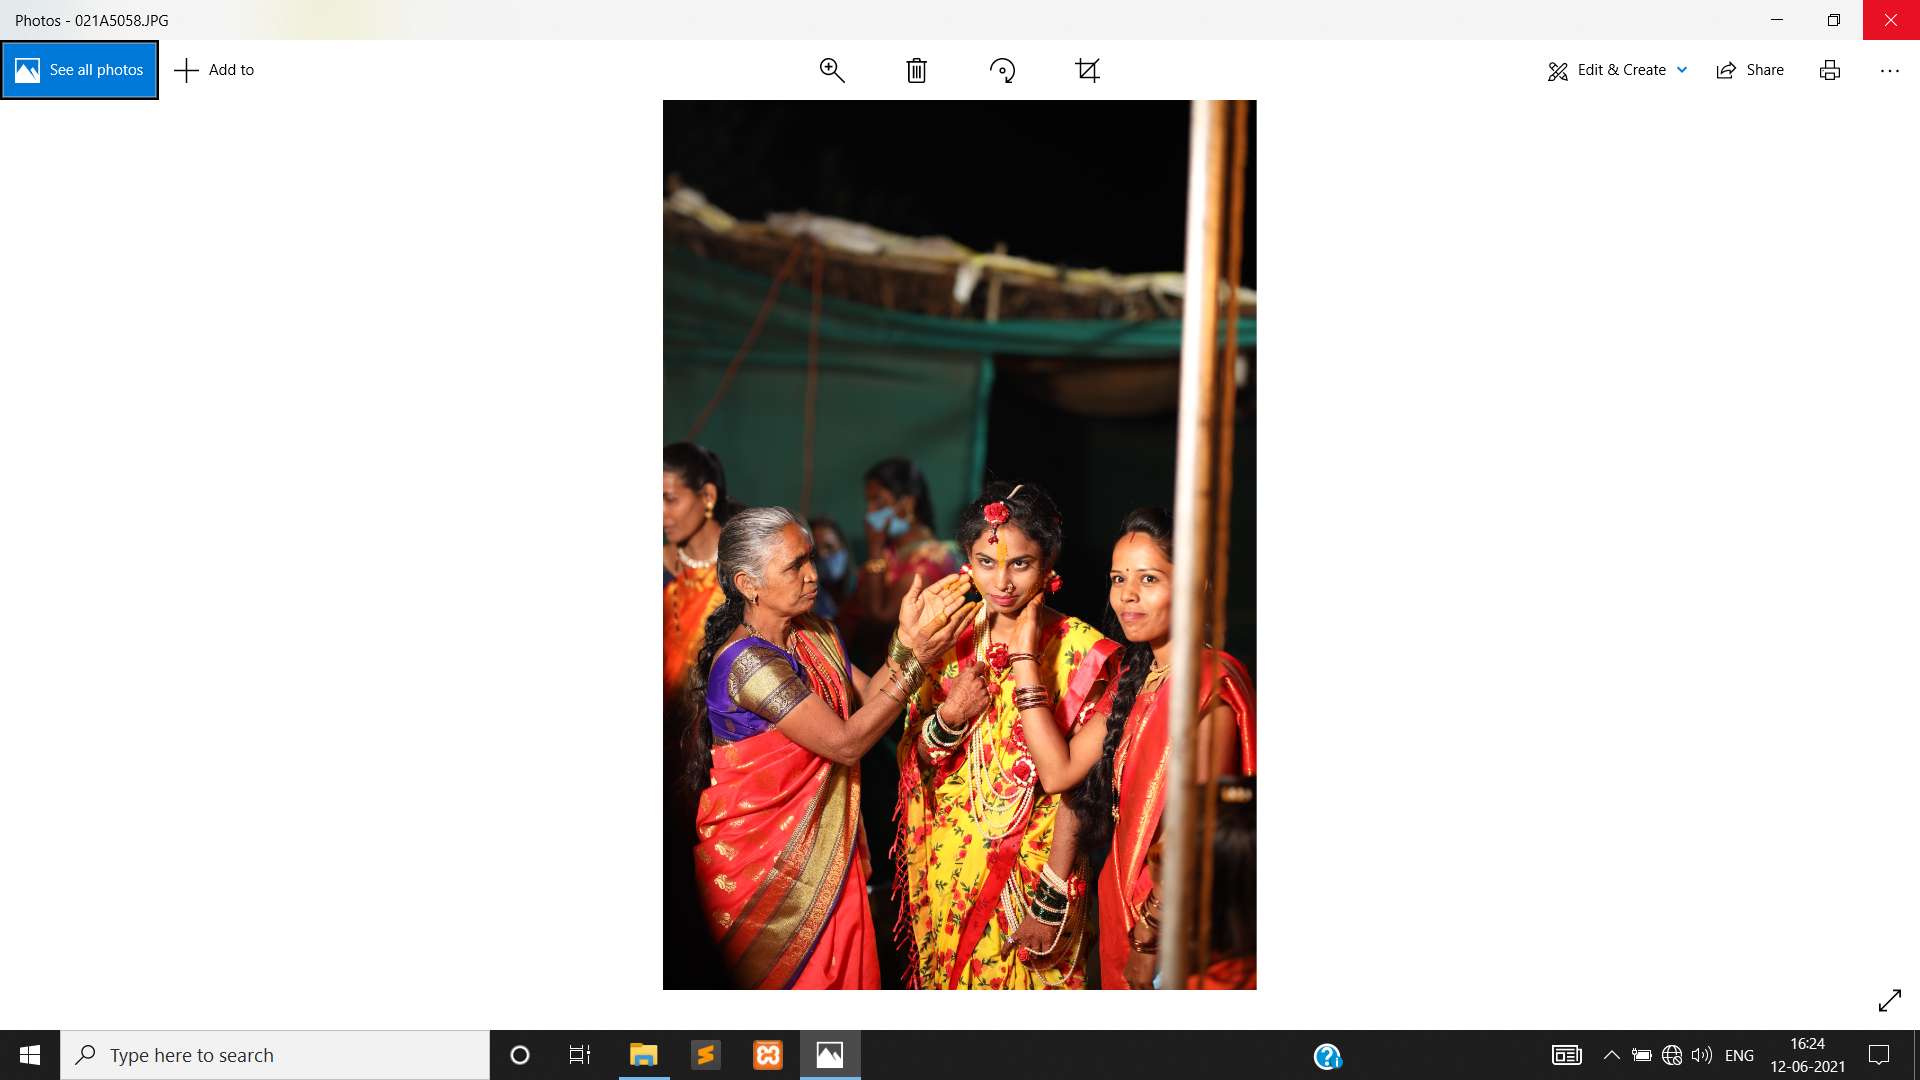 Photos - 021A5058.JPG
See all photos
Add to
Edit & Create
Share
Type here to search
ENG
16:24
12-06-2021